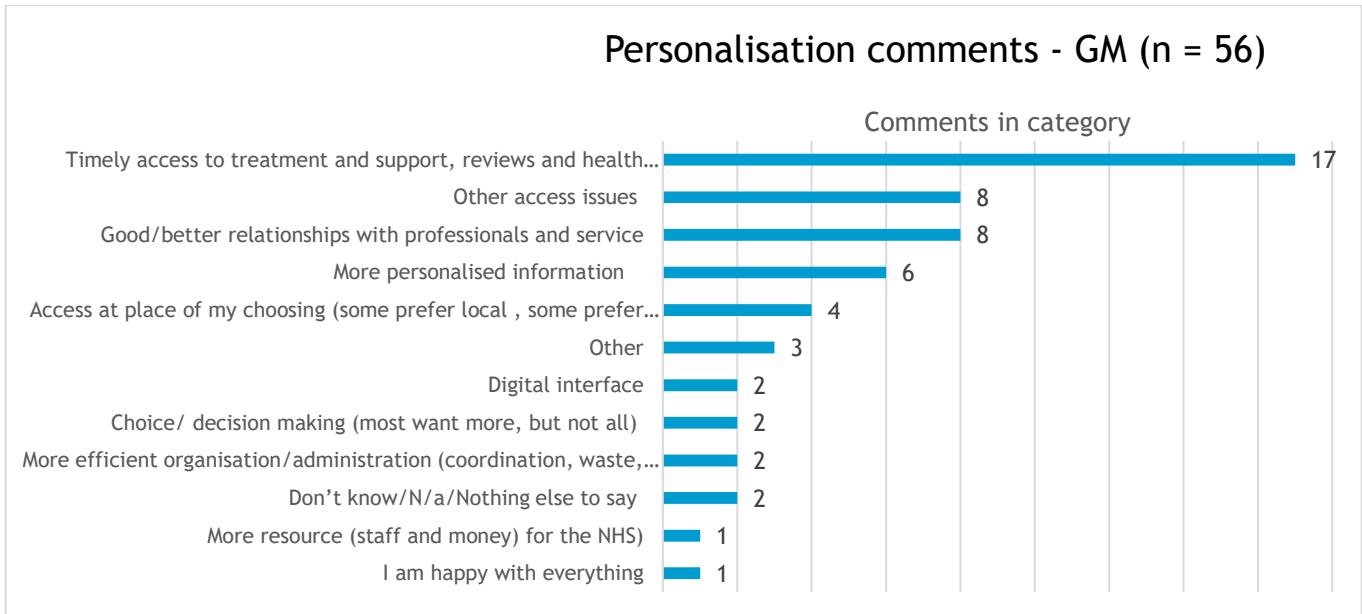 Personalisation comments - GM (n = 56)
Comments in category
Timely access to treatment and support, reviews and health… 17
Other access issues 8
Good/better relationships with professionals and service 8
More personalised information 6
Access at place of my choosing (some prefer local , some prefer… 4
Other 3
Digital interface 2
Choice/ decision making (most want more, but not all) 2
More efficient organisation/administration (coordination, waste,… 2
Don’t know/N/a/Nothing else to say 2
More resource (staff and money) for the NHS) 1
I am happy with everything 1